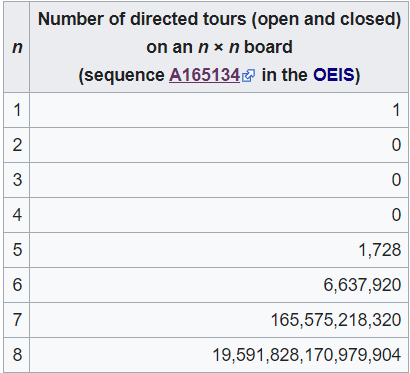 n
Number of directed tours (open and closed)
on an n × n board
(sequence A165134 in the OEIS)
1 1
2 0
3 0
4 0
5 1,728
6 6,637,920
7 165,575,218,320
8 19,591,828,170,979,904